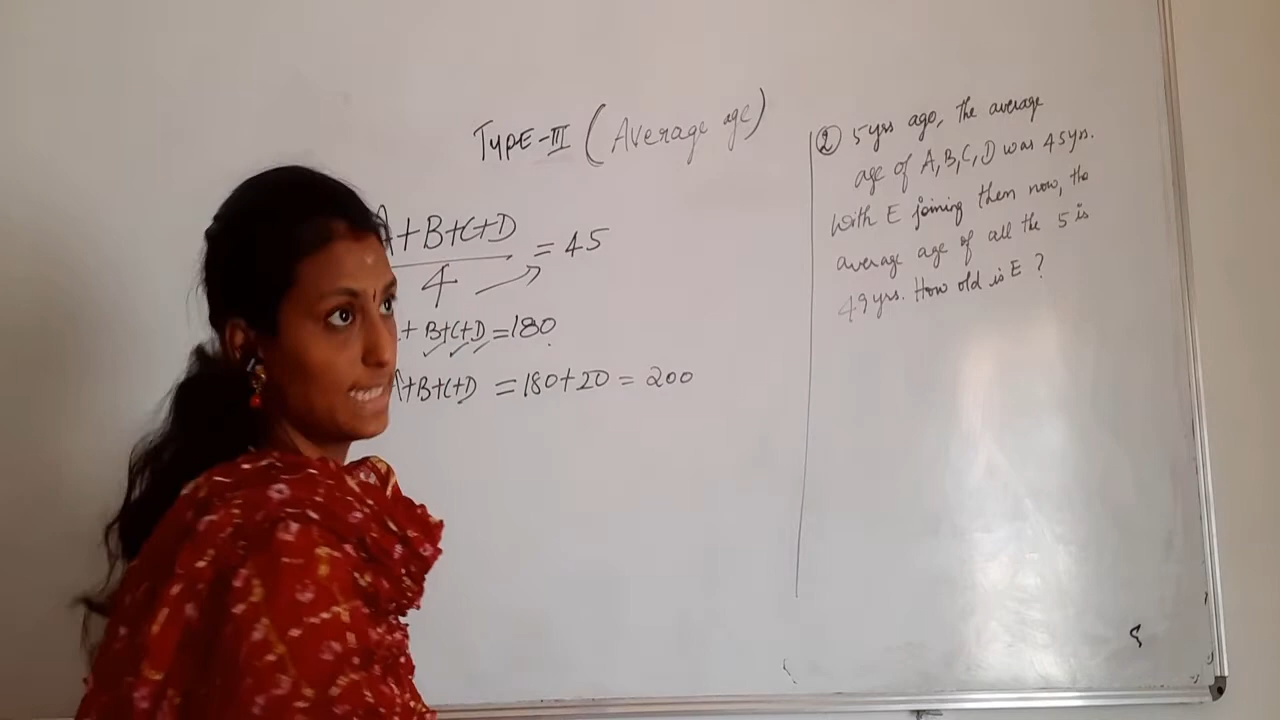 TYPE-III (Average age)
A+B+C+D
4
= 45
+ B+C+D =180
A+B+C+D = 180+20 = 200
② 5yrs ago, the average
age of A,B,C,D was 45yrs.
With E joining them now, the
average age of all the 5 is
49yrs. How old is E ?